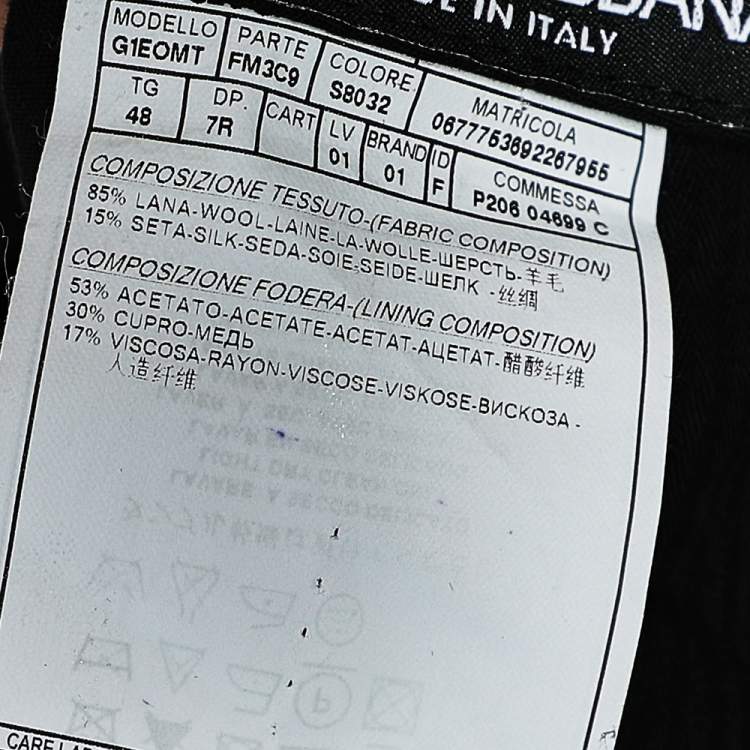 IN ITALY
MODELLO PARTE COLORE MATRICOLA
G1EOMT FM3C9 S8032 0677753692267955
TG DP. CART LV BRAND ID COMMESSA
48 7R 01 01 F P206 04699 C
COMPOSIZIONE TESSUTO-(FABRIC COMPOSITION)
85% LANA-WOOL-LAINE-LA-WOLLE-ШЕРСТЬ-羊毛
15% SETA-SILK-SEDA-SOIE,SEIDE-ШЕЛК -丝绸
COMPOSIZIONE FODERA-(LINING COMPOSITION)
53% ACETATO-ACETATE-ACETAT-АЦЕТАТ-醋酸纤维
30% CUPRO-МЕДЬ
17% VISCOSA-RAYON-VISCOSE-VISKOSE-ВИСКОЗА -
人造纤维